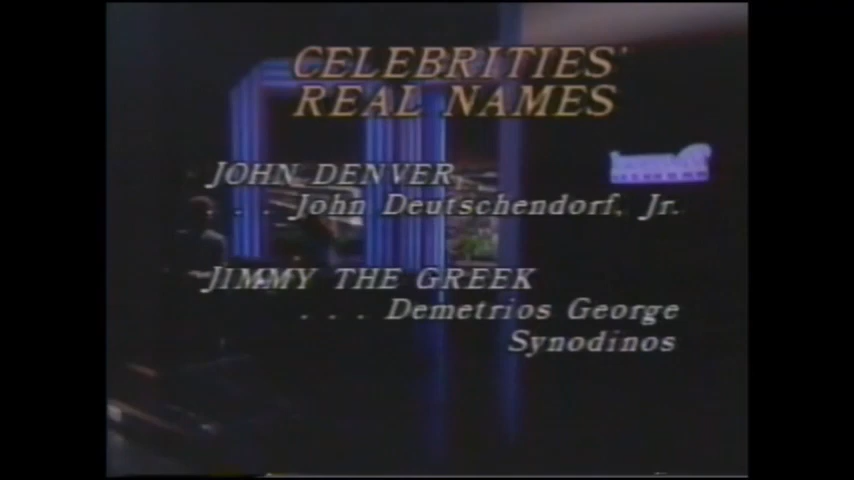 CELEBRITIES'
REAL NAMES
JOHN DENVER
. . John Deutschendorf, Jr.
JIMMY THE GREEK
. . . Demetrios George
Synodinos